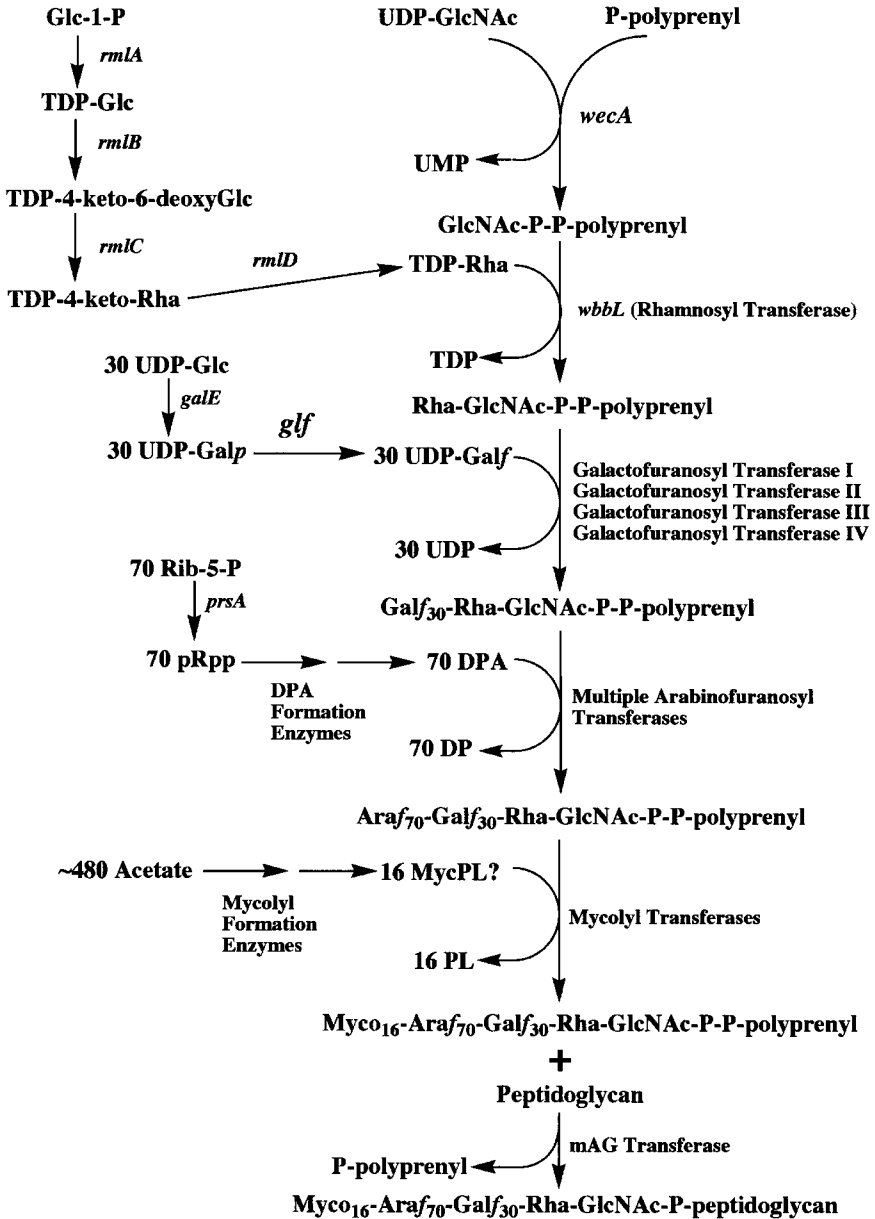 Glc-1-P
UDP-GlcNAc
P-polyprenyl
rmlA
TDP-Glc
wecA
rmlB
UMP
TDP-4-keto-6-deoxyGlc
GlcNAc-P-P-polyprenyl
rmlC
rmlD
TDP-Rha
TDP-4-keto-Rha
wbbL (Rhamnosyl Transferase)
TDP
30 UDP-Glc
galE
Rha-GlcNAc-P-P-polyprenyl
glf
30 UDP-Galp
30 UDP-Galf
Galactofuranosyl Transferase I
Galactofuranosyl Transferase II
Galactofuranosyl Transferase III
Galactofuranosyl Transferase IV
30 UDP
70 Rib-5-P
prsA
Galf30-Rha-GlcNAc-P-P-polyprenyl
70 pRpp
70 DPA
DPA
Formation
Enzymes
Multiple Arabinofuranosyl
Transferases
70 DP
Araf70-Galf30-Rha-GlcNAc-P-P-polyprenyl
~480 Acetate
16 MycPL?
Mycolyl
Formation
Enzymes
Mycolyl Transferases
16 PL
Myco16-Araf70-Galf30-Rha-GlcNAc-P-P-polyprenyl
+
Peptidoglycan
mAG Transferase
P-polyprenyl
Myco16-Araf70-Galf30-Rha-GlcNAc-P-peptidoglycan